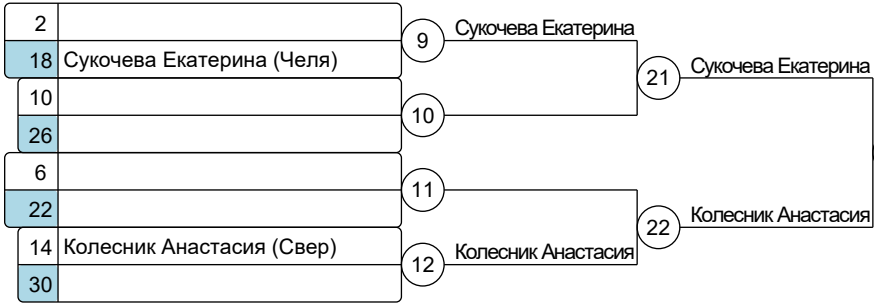 2
18 Сукочева Екатерина (Челя)
10
26
6
22
14 Колесник Анастасия (Свер)
30
9 Сукочева Екатерина
10
11
12 Колесник Анастасия
21 Сукочева Екатерина
22 Колесник Анастасия